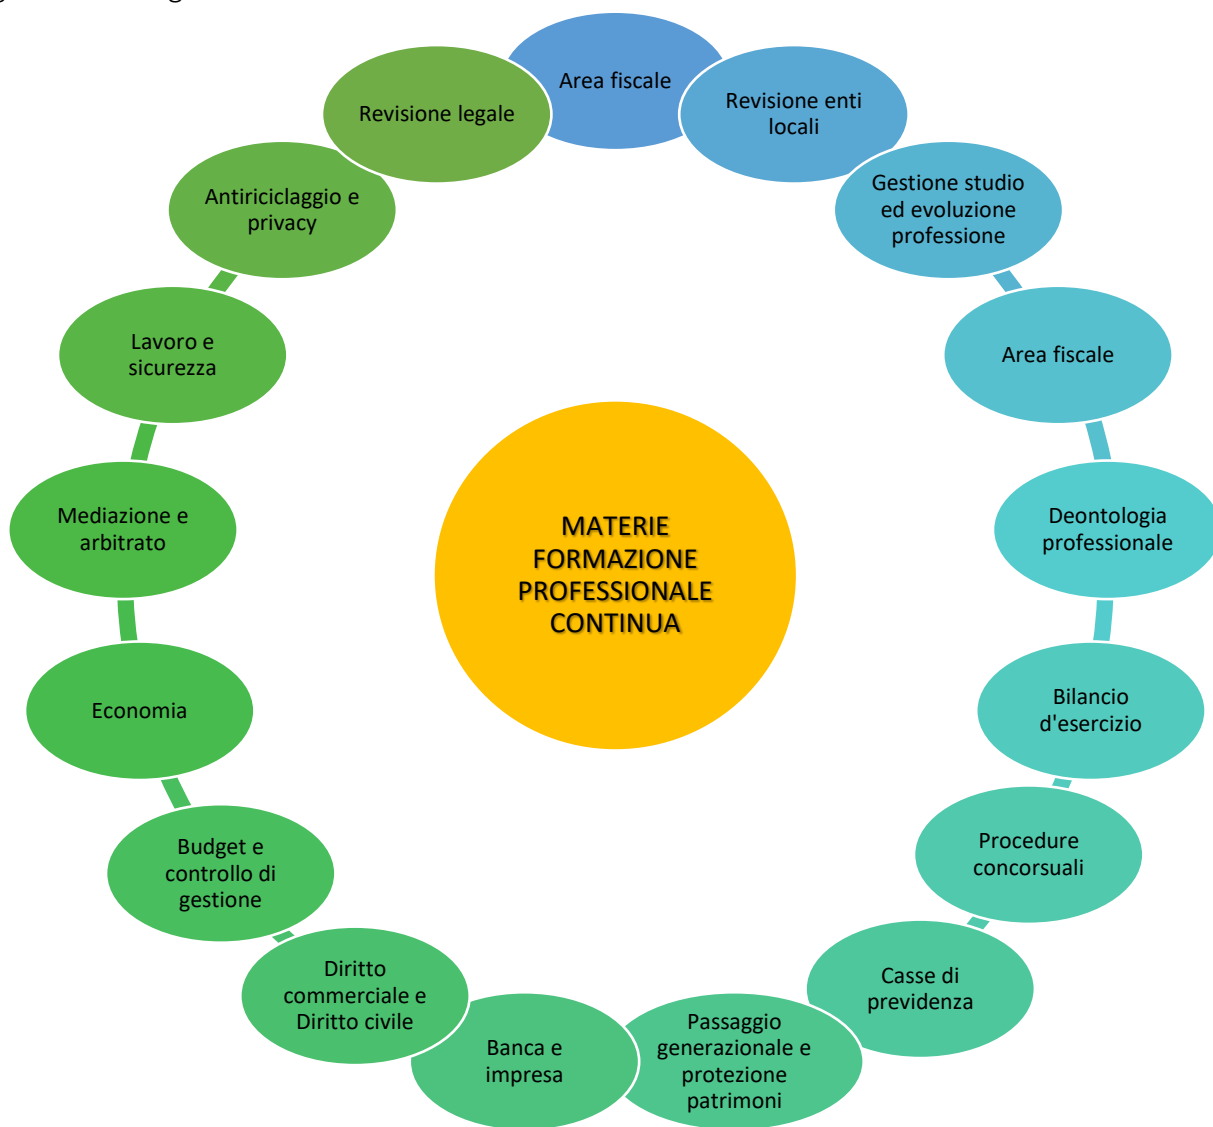 Area fiscale
Revisione enti
locali
Gestione studio
ed evoluzione
professione
Area fiscale
Deontologia
professionale
Bilancio
d'esercizio
Procedure
concorsuali
Casse di
previdenza
Passaggio
generazionale e
protezione
patrimoni
Banca e
impresa
Diritto
commerciale e
Diritto civile
Budget e
controllo di
gestione
Economia
Mediazione e
arbitrato
Lavoro e
sicurezza
Antiriciclaggio e
privacy
Revisione legale
MATERIE
FORMAZIONE
PROFESSIONALE
CONTINUA